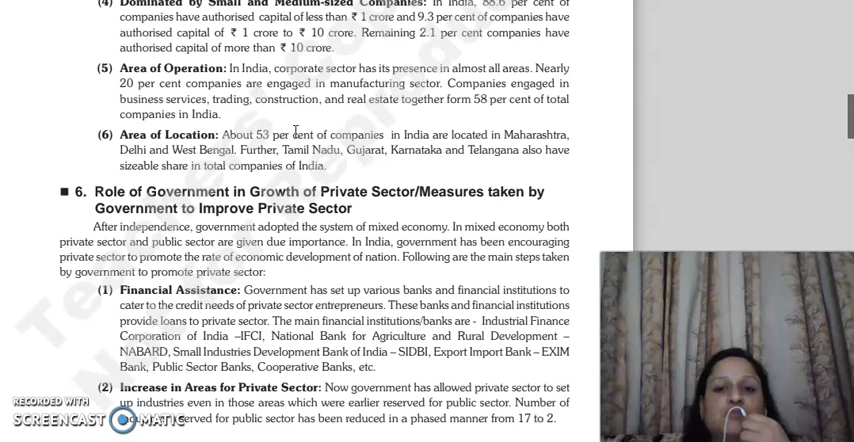 (4) Dominated by Small and Medium-sized Companies: In India, 88.6 per cent of
companies have authorised capital of less than ₹ 1 crore and 9.3 per cent of companies have
authorised capital of ₹ 1 crore to ₹ 10 crore. Remaining 2.1 per cent companies have
authorised capital of more than ₹ 10 crore.
(5) Area of Operation: In India, corporate sector has its presence in almost all areas. Nearly
20 per cent companies are engaged in manufacturing sector. Companies engaged in
business services, trading, construction, and real estate together form 58 per cent of total
companies in India.
(6) Area of Location: About 53 per cent of companies in India are located in Maharashtra,
Delhi and West Bengal. Further, Tamil Nadu, Gujarat, Karnataka and Telangana also have
sizeable share in total companies of India.
■ 6. Role of Government in Growth of Private Sector/Measures taken by
Government to Improve Private Sector
After independence, government adopted the system of mixed economy. In mixed economy both
private sector and public sector are given due importance. In India, government has been encouraging
private sector to promote the rate of economic development of nation. Following are the main steps taken
by government to promote private sector:
(1) Financial Assistance: Government has set up various banks and financial institutions to
cater to the credit needs of private sector entrepreneurs. These banks and financial institutions
provide loans to private sector. The main financial institutions/banks are - Industrial Finance
Corporation of India –IFCI, National Bank for Agriculture and Rural Development –
NABARD, Small Industries Development Bank of India – SIDBI, Export Import Bank – EXIM
Bank, Public Sector Banks, Cooperative Banks, etc.
(2) Increase in Areas for Private Sector: Now government has allowed private sector to set
up industries even in those areas which were earlier reserved for public sector. Number of
served for public sector has been reduced in a phased manner from 17 to 2.
RECORDED WITH
SCREENCAST MATIC